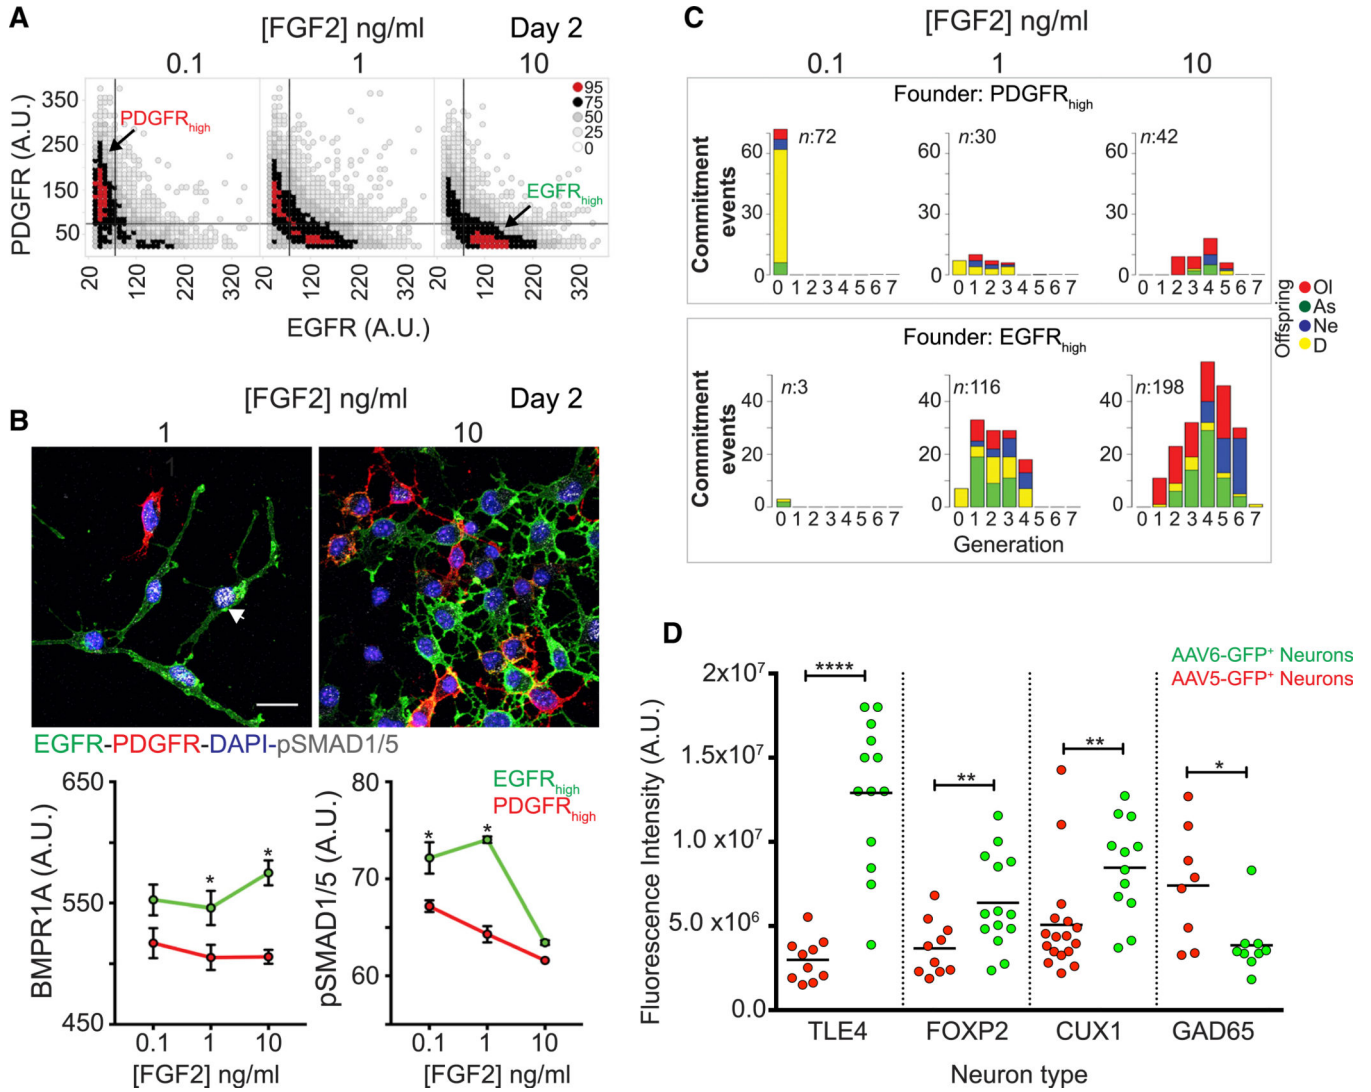 A
[FGF2] ng/ml Day 2
0.1 1 10
PDGFR (A.U.)
350
250
150
50
PDGFRhigh
EGFRhigh
95
75
50
25
0
20 120 220 320 20 120 220 320 20 120 220 320
EGFR (A.U.)
B
[FGF2] ng/ml Day 2
1 10
1
EGFR-PDGFR-DAPI-pSMAD1/5
BMPR1A (A.U.)
650
550
450
* *
0.1 1 10
[FGF2] ng/ml
pSMAD1/5 (A.U.)
80
70
60
EGFRhigh
PDGFRhigh
* *
0.1 1 10
[FGF2] ng/ml
C
[FGF2] ng/ml
0.1 1 10
Founder: PDGFRhigh
Commitment events
60
30
0
n:72
0 1 2 3 4 5 6 7
60
30
0
n:30
0 1 2 3 4 5 6 7
60
30
0
n:42
0 1 2 3 4 5 6 7
Founder: EGFRhigh
Commitment events
40
20
0
n:3
0 1 2 3 4 5 6 7
40
20
0
n:116
0 1 2 3 4 5 6 7
40
20
0
n:198
0 1 2 3 4 5 6 7
Generation
Offspring
Ol
As
Ne
D
D
AAV6-GFP+ Neurons
AAV5-GFP+ Neurons
Fluorescence Intensity (A.U.)
2x10⁷
1.5x10⁷
1.0 x10⁷
5.0 x10⁶
0.0
**** ** ** *
TLE4 FOXP2 CUX1 GAD65
Neuron type